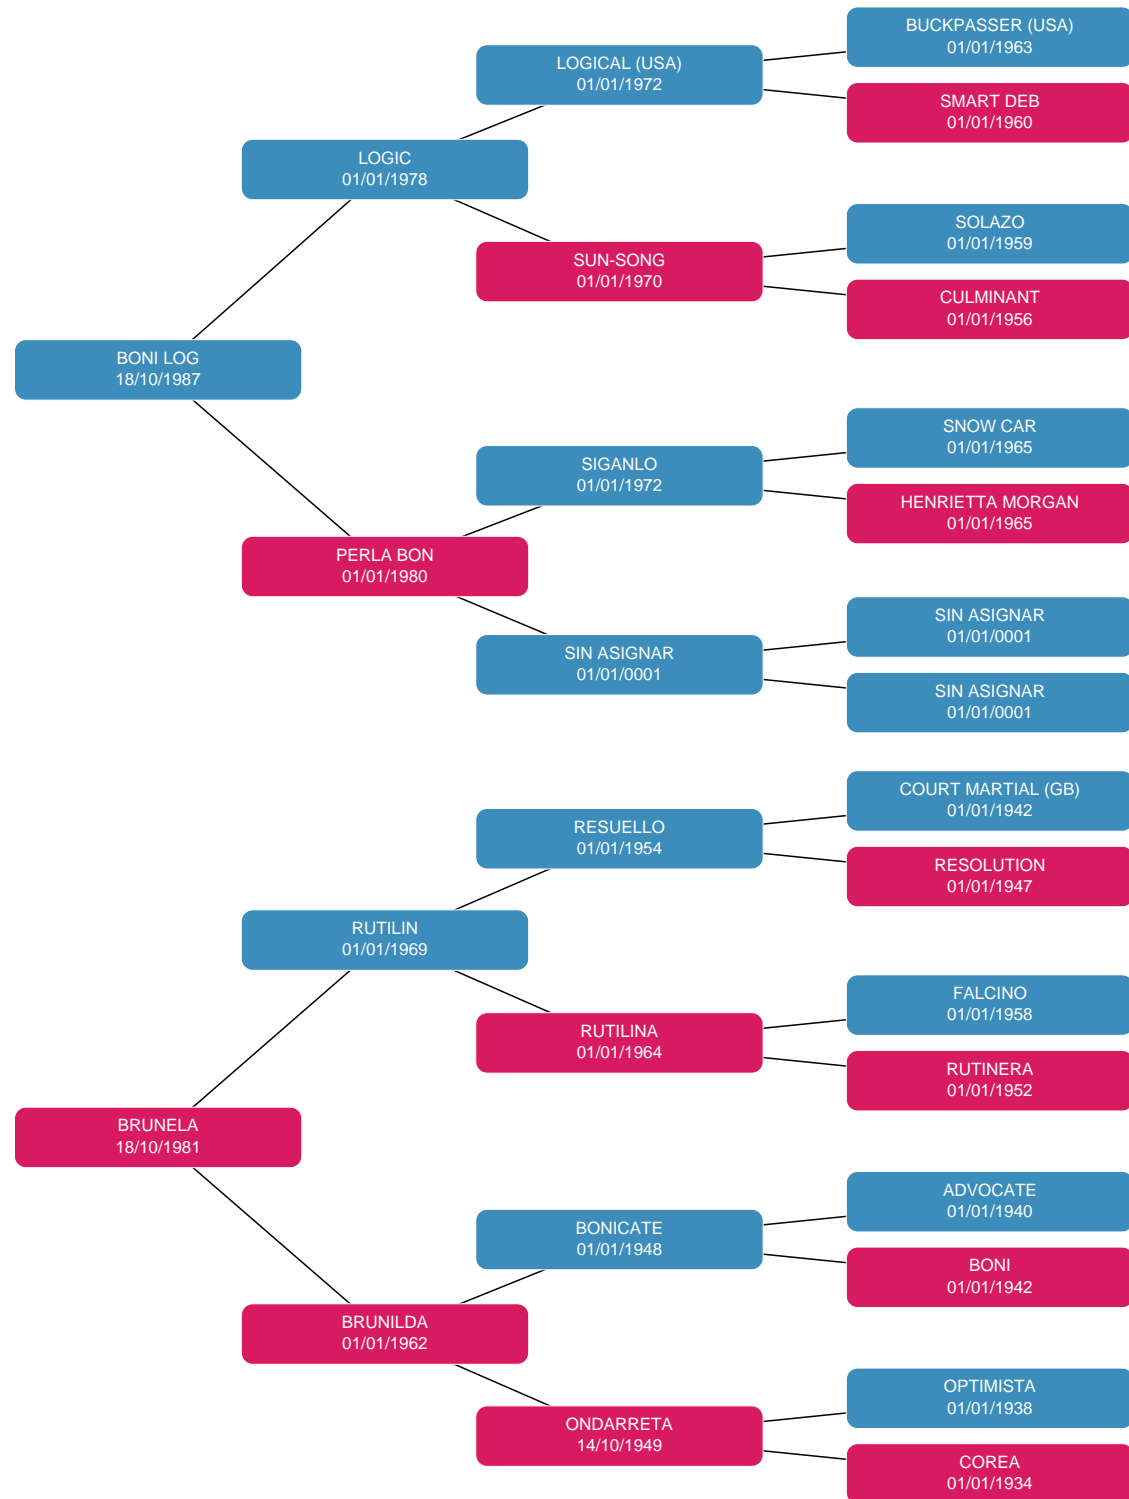 BUCKPASSER (USA)
01/01/1963
LOGICAL (USA)
01/01/1972
SMART DEB
01/01/1960
LOGIC
01/01/1978
SOLAZO
01/01/1959
SUN-SONG
01/01/1970
CULMINANT
01/01/1956
BONI LOG
18/10/1987
SNOW CAR
01/01/1965
SIGANLO
01/01/1972
HENRIETTA MORGAN
01/01/1965
PERLA BON
01/01/1980
SIN ASIGNAR
01/01/0001
SIN ASIGNAR
01/01/0001
SIN ASIGNAR
01/01/0001
COURT MARTIAL (GB)
01/01/1942
RESUELLO
01/01/1954
RESOLUTION
01/01/1947
RUTILIN
01/01/1969
FALCINO
01/01/1958
RUTILINA
01/01/1964
RUTINERA
01/01/1952
BRUNELA
18/10/1981
ADVOCATE
01/01/1940
BONICATE
01/01/1948
BONI
01/01/1942
BRUNILDA
01/01/1962
OPTIMISTA
01/01/1938
ONDARRETA
14/10/1949
COREA
01/01/1934